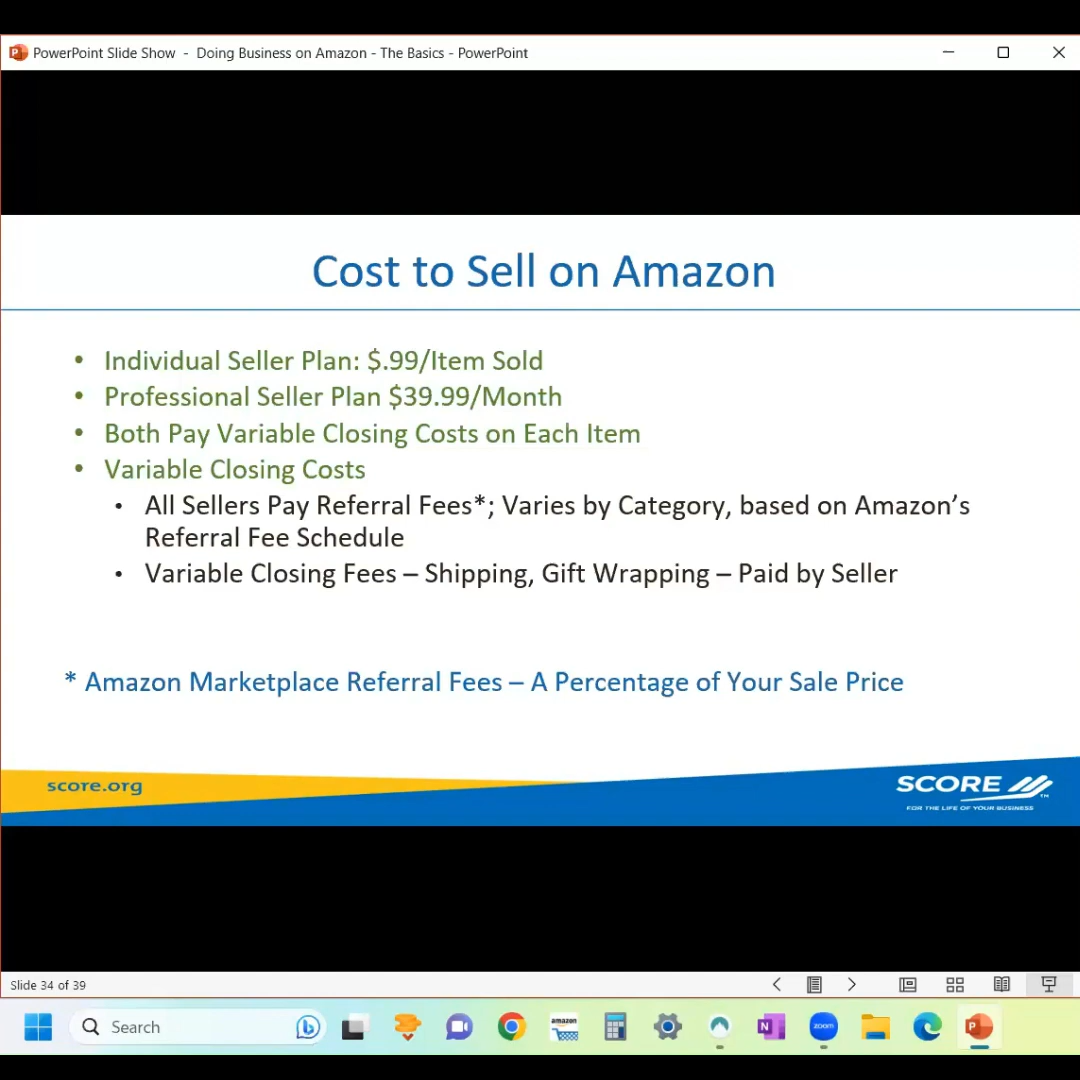 PowerPoint Slide Show - Doing Business on Amazon - The Basics - PowerPoint
Cost to Sell on Amazon
• Individual Seller Plan: $.99/Item Sold
• Professional Seller Plan $39.99/Month
• Both Pay Variable Closing Costs on Each Item
• Variable Closing Costs
• All Sellers Pay Referral Fees*; Varies by Category, based on Amazon’s
Referral Fee Schedule
• Variable Closing Fees – Shipping, Gift Wrapping – Paid by Seller
* Amazon Marketplace Referral Fees – A Percentage of Your Sale Price
score.org
SCORE
TM
FOR THE LIFE OF YOUR BUSINESS
Slide 34 of 39
Search
amazon
N
zoom
P